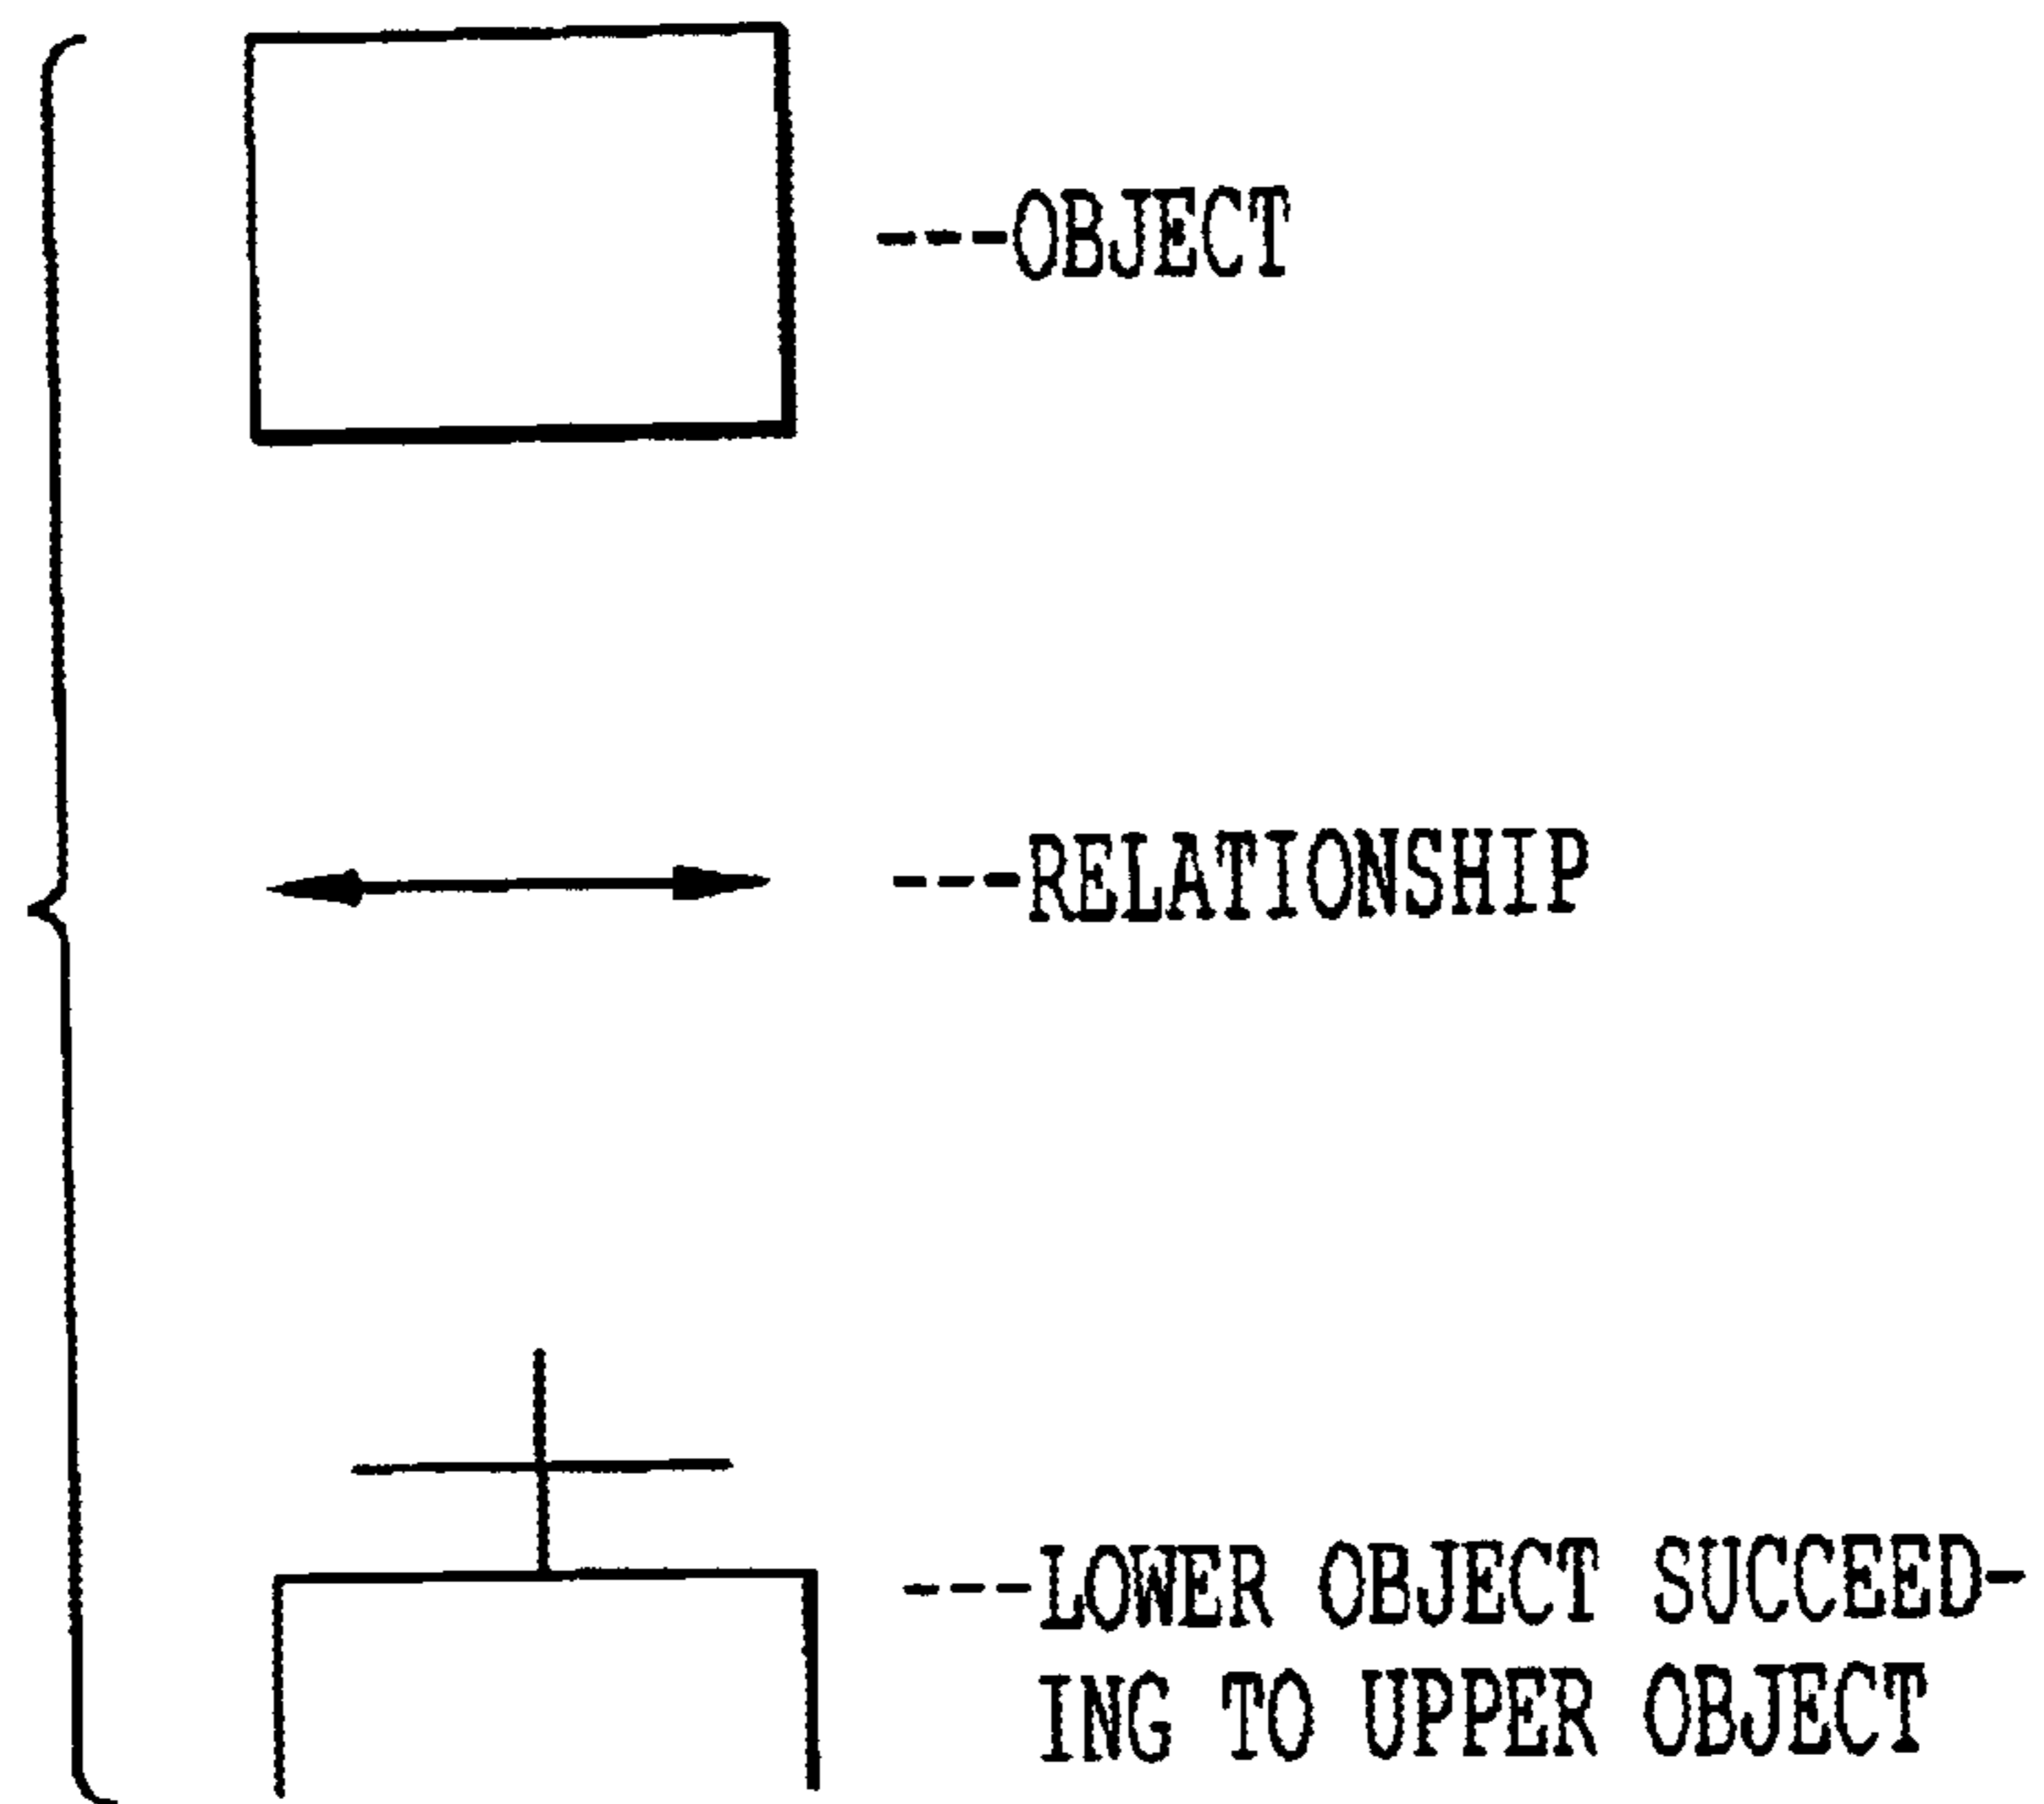 ---OBJECT
---RELATIONSHIP
---LOWER OBJECT SUCCEED-
ING TO UPPER OBJECT